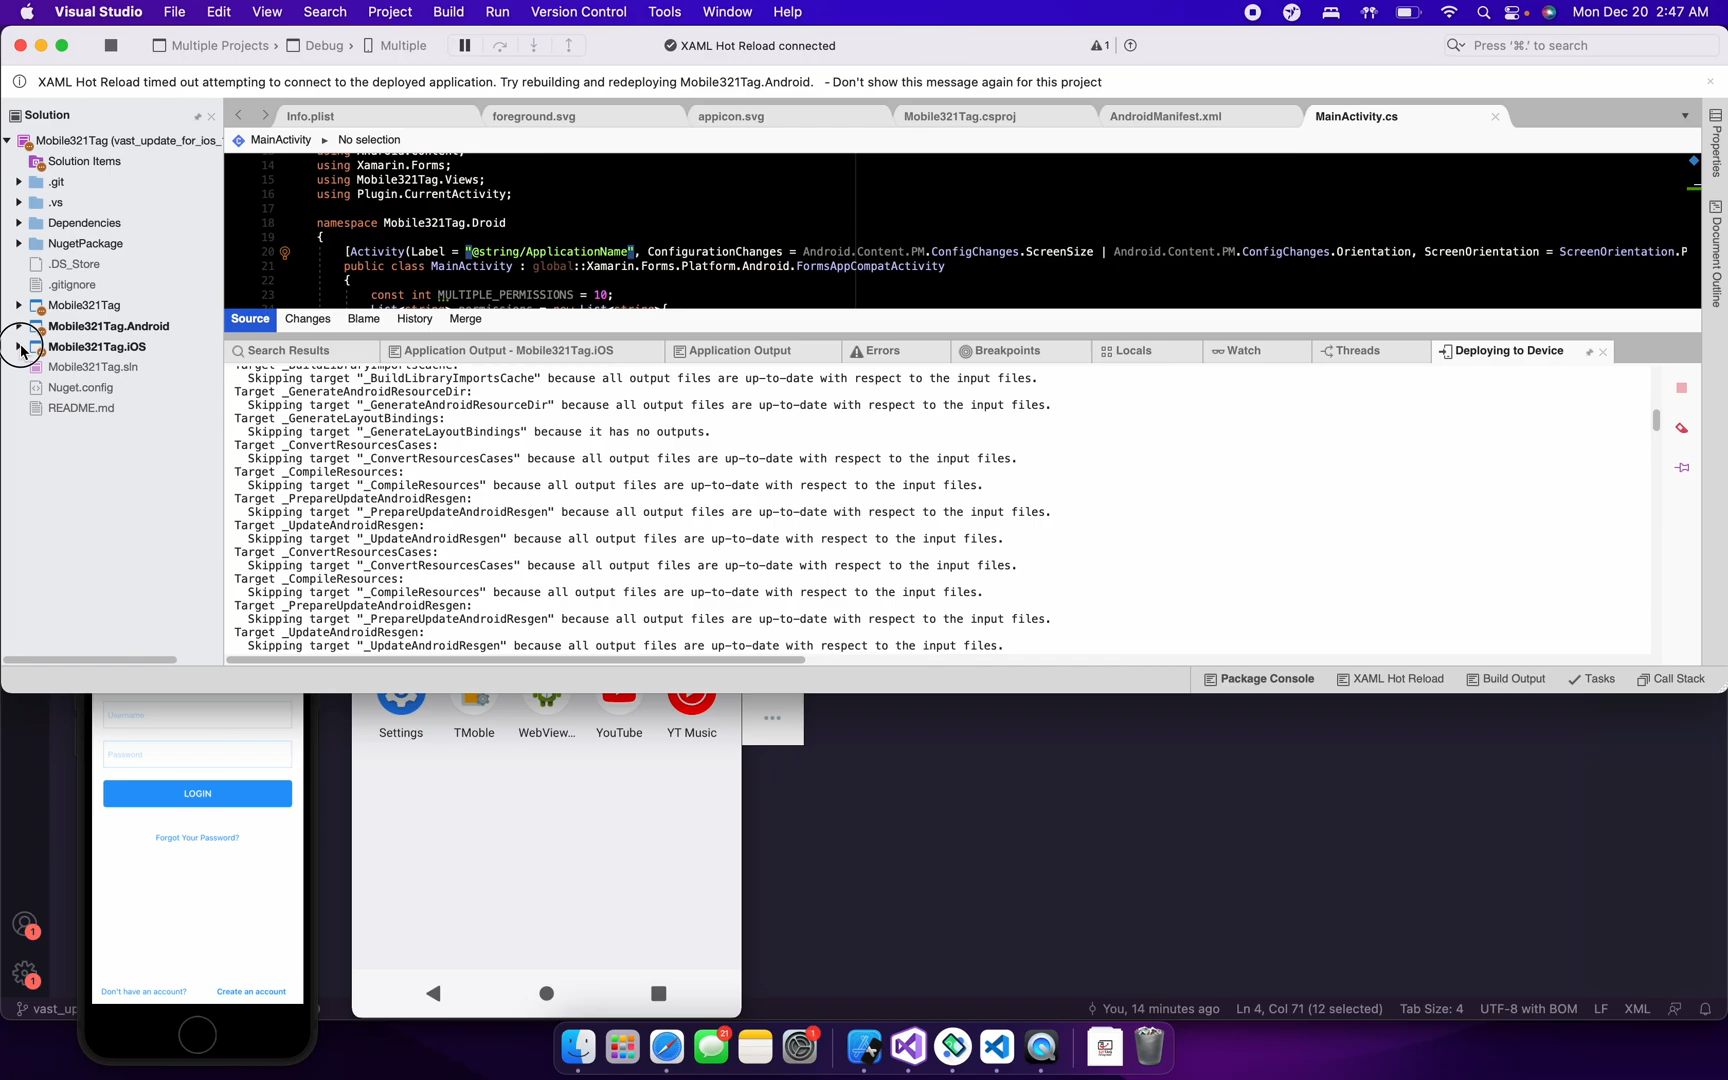 Visual Studio File Edit View Search Project Build Run Version Control Tools Window Help Mon Dec 20 2:47 AM
Multiple Projects › Debug › Multiple XAML Hot Reload connected 1 Press '⌘.' to search
XAML Hot Reload timed out attempting to connect to the deployed application. Try rebuilding and redeploying Mobile321Tag.Android. - Don't show this message again for this project
Solution
Mobile321Tag (vast_update_for_ios_
Solution Items
.git
.vs
Dependencies
NugetPackage
.DS_Store
.gitignore
Mobile321Tag
Mobile321Tag.Android
Mobile321Tag.iOS
Mobile321Tag.sln
Nuget.config
README.md
Info.plist foreground.svg appicon.svg Mobile321Tag.csproj AndroidManifest.xml MainActivity.cs
MainActivity ▸ No selection
14 using Xamarin.Forms;
15 using Mobile321Tag.Views;
16 using Plugin.CurrentActivity;
17
18 namespace Mobile321Tag.Droid
19 {
20 [Activity(Label = "@string/ApplicationName", ConfigurationChanges = Android.Content.PM.ConfigChanges.ScreenSize | Android.Content.PM.ConfigChanges.Orientation, ScreenOrientation = ScreenOrientation.P
21 public class MainActivity : global::Xamarin.Forms.Platform.Android.FormsAppCompatActivity
22 {
23 const int MULTIPLE_PERMISSIONS = 10;
Source Changes Blame History Merge
Search Results Application Output - Mobile321Tag.iOS Application Output Errors Breakpoints Locals Watch Threads Deploying to Device
Target _BuildLibraryImportsCache:
Skipping target "_BuildLibraryImportsCache" because all output files are up-to-date with respect to the input files.
Target _GenerateAndroidResourceDir:
Skipping target "_GenerateAndroidResourceDir" because all output files are up-to-date with respect to the input files.
Target _GenerateLayoutBindings:
Skipping target "_GenerateLayoutBindings" because it has no outputs.
Target _ConvertResourcesCases:
Skipping target "_ConvertResourcesCases" because all output files are up-to-date with respect to the input files.
Target _CompileResources:
Skipping target "_CompileResources" because all output files are up-to-date with respect to the input files.
Target _PrepareUpdateAndroidResgen:
Skipping target "_PrepareUpdateAndroidResgen" because all output files are up-to-date with respect to the input files.
Target _UpdateAndroidResgen:
Skipping target "_UpdateAndroidResgen" because all output files are up-to-date with respect to the input files.
Target _ConvertResourcesCases:
Skipping target "_ConvertResourcesCases" because all output files are up-to-date with respect to the input files.
Target _CompileResources:
Skipping target "_CompileResources" because all output files are up-to-date with respect to the input files.
Target _PrepareUpdateAndroidResgen:
Skipping target "_PrepareUpdateAndroidResgen" because all output files are up-to-date with respect to the input files.
Target _UpdateAndroidResgen:
Skipping target "_UpdateAndroidResgen" because all output files are up-to-date with respect to the input files.
Properties
Document Outline
Package Console XAML Hot Reload Build Output Tasks Call Stack
Username
Password
LOGIN
Forgot Your Password?
Don't have an account? Create an account
Settings TMoble WebView... YouTube YT Music
1
1
vast_up You, 14 minutes ago Ln 4, Col 71 (12 selected) Tab Size: 4 UTF-8 with BOM LF XML
21
1